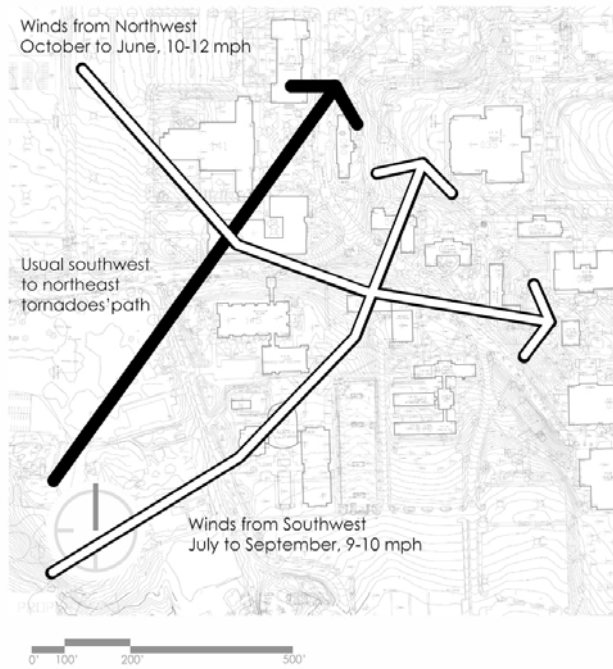 Winds from Northwest
October to June, 10-12 mph
Usual southwest
to northeast
tornadoes' path
Winds from Southwest
July to September, 9-10 mph
0' 100' 200' 500'